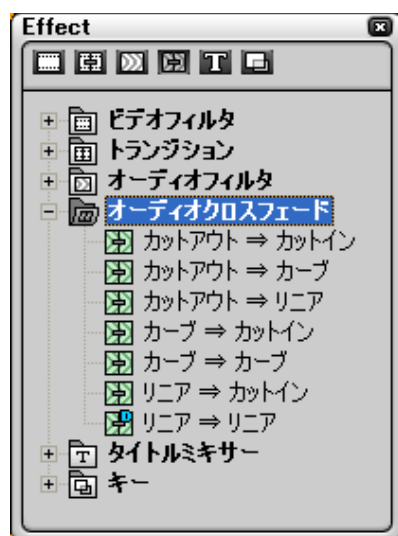 Effect
ビデオフィルタ
トランジション
オーディオフィルタ
オーディオクロスフェード
カットアウト ⇒ カットイン
カットアウト ⇒ カーブ
カットアウト ⇒ リニア
カーブ ⇒ カットイン
カーブ ⇒ カーブ
リニア ⇒ カットイン
リニア ⇒ リニア
タイトルミキサー
キー